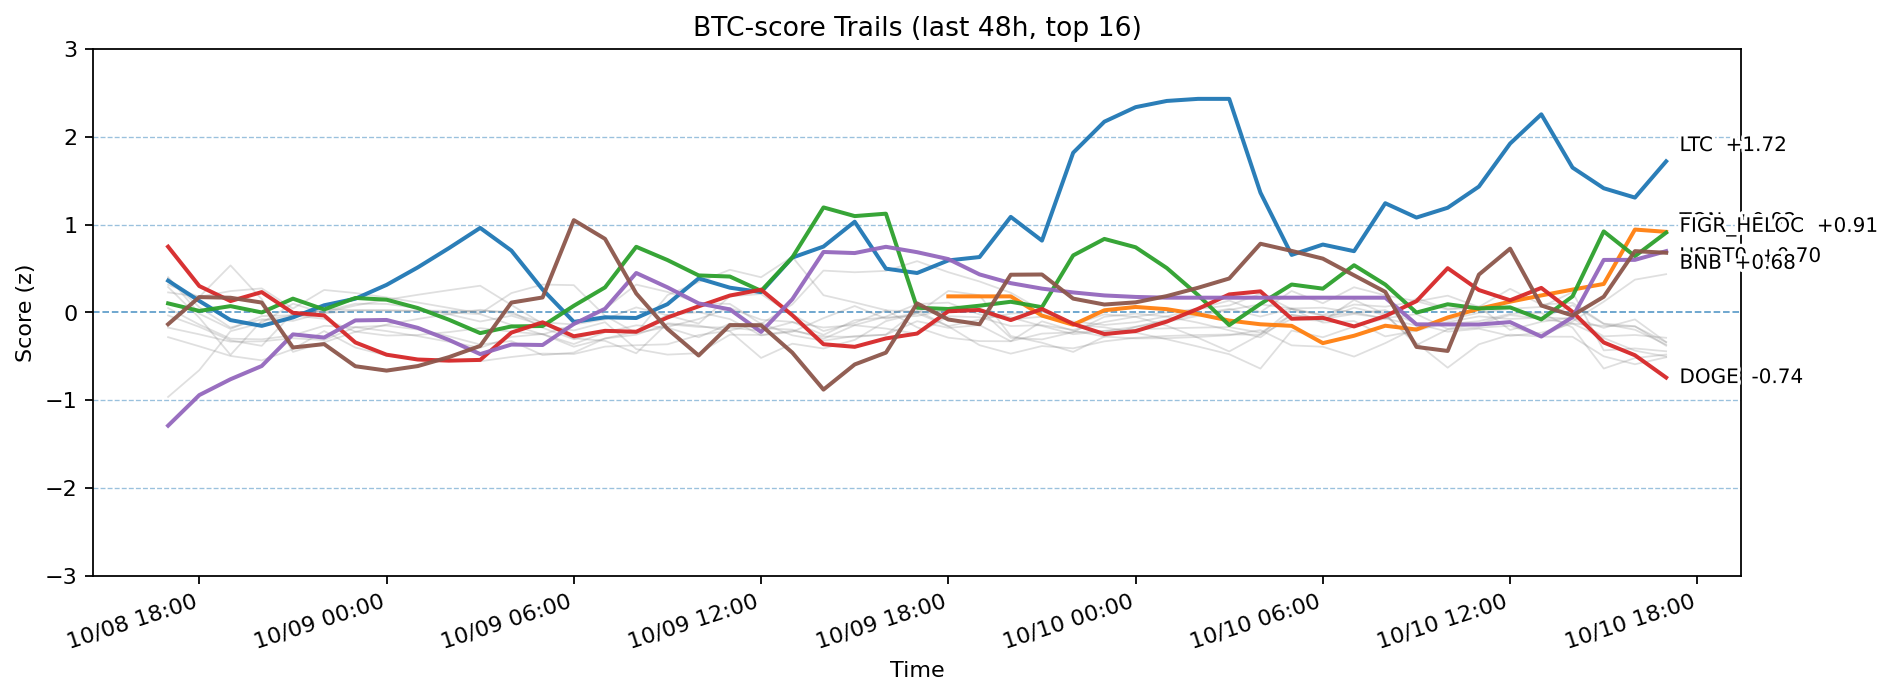 BTC-score Trails (last 48h, top 16)
Score (z)
3
2
1
0
−1
−2
−3
LTC +1.72
FIGR_HELOC +0.91
BNB +0.68
DOGE -0.74
10/08 18:00
10/09 00:00
10/09 06:00
10/09 12:00
10/09 18:00
10/10 00:00
10/10 06:00
10/10 12:00
10/10 18:00
Time